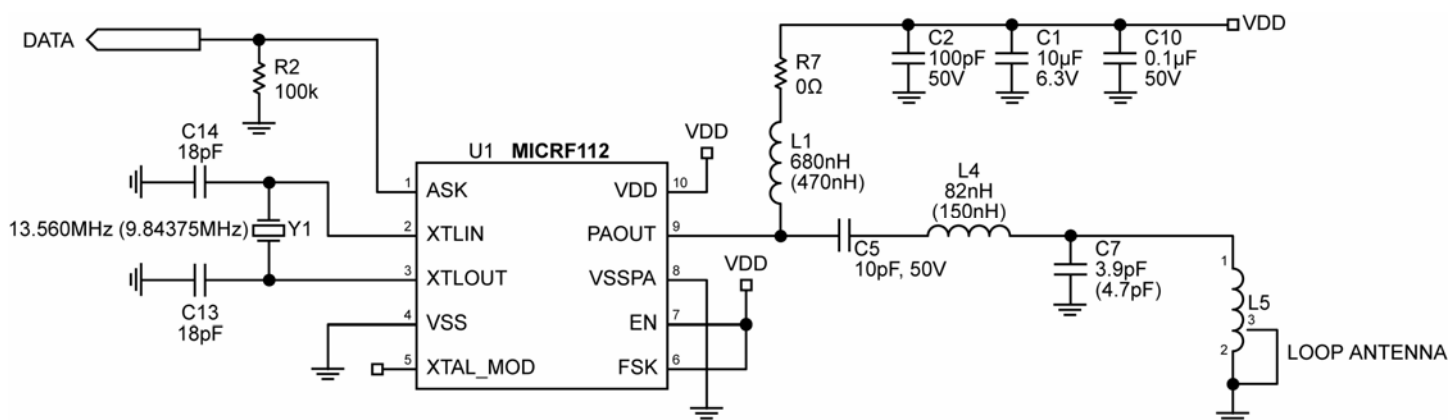 DATA
R2
100k
C14
18pF
13.560MHz (9.84375MHz) Y1
C13
18pF
U1 MICRF112
1 ASK
2 XTLIN
3 XTLOUT
4 VSS
5 XTAL_MOD
VDD 10
PAOUT 9
VSSPA 8
EN 7
FSK 6
VDD
VDD
R7
0Ω
L1
680nH
(470nH)
C2
100pF
50V
C1
10µF
6.3V
C10
0.1µF
50V
VDD
C5
10pF, 50V
L4
82nH
(150nH)
C7
3.9pF
(4.7pF)
1
L5
3
2
LOOP ANTENNA